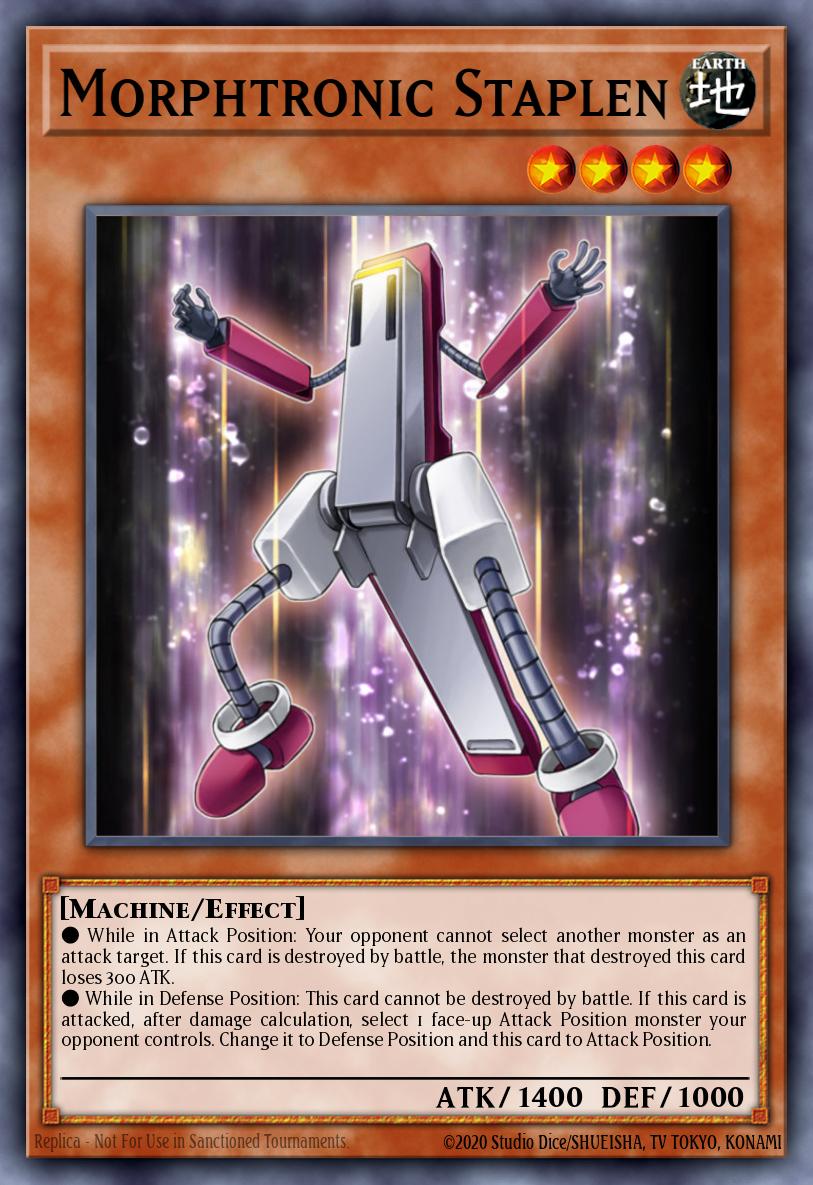 Morphtronic Staplen
EARTH
地
[Machine/Effect]
● While in Attack Position: Your opponent cannot select another monster as an
attack target. If this card is destroyed by battle, the monster that destroyed this card
loses 300 ATK.
● While in Defense Position: This card cannot be destroyed by battle. If this card is
attacked, after damage calculation, select 1 face-up Attack Position monster your
opponent controls. Change it to Defense Position and this card to Attack Position.
ATK/1400 DEF/1000
Replica - Not For Use in Sanctioned Tournaments.
©2020 Studio Dice/SHUEISHA, TV TOKYO, KONAMI